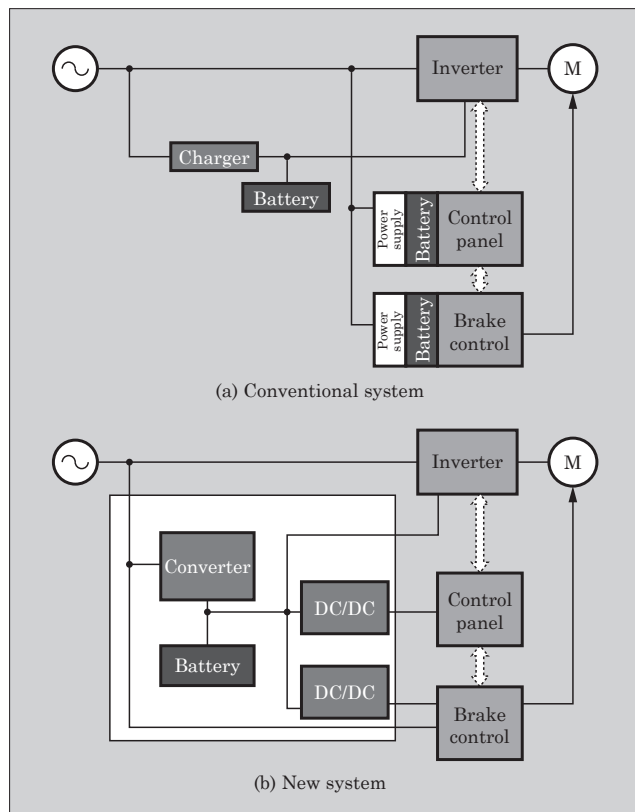 Inverter
M
Charger
Battery
Power
supply
Battery
Control
panel
Power
supply
Battery
Brake
control
(a) Conventional system
Inverter
M
Converter
DC/DC
Control
panel
Battery
DC/DC
Brake
control
(b) New system